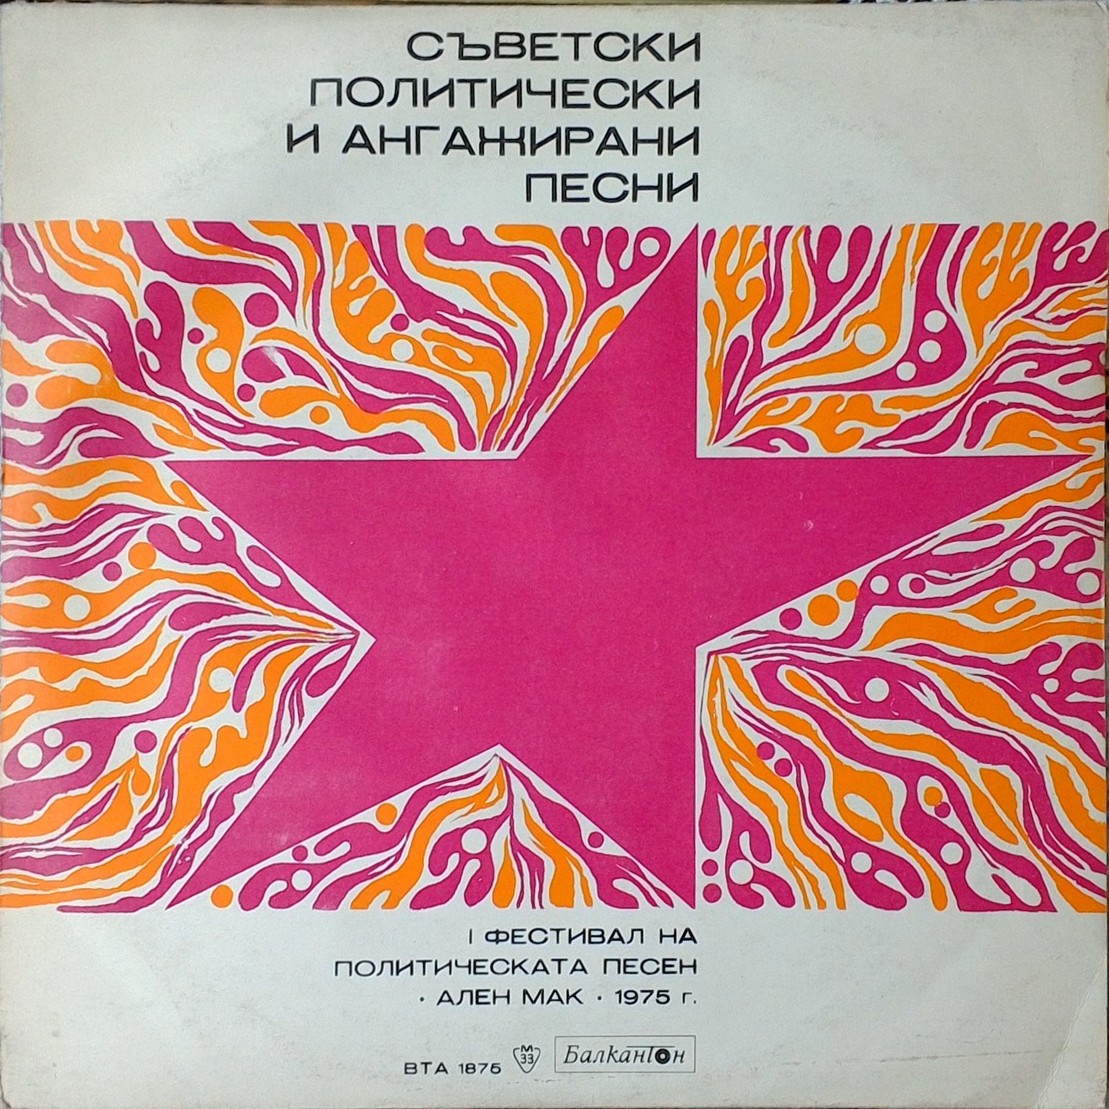 СЪВЕТСКИ
ПОЛИТИЧЕСКИ
И АНГАЖИРАНИ
ПЕСНИ
I ФЕСТИВАЛ НА
ПОЛИТИЧЕСКАТА ПЕСЕН
· АЛЕН МАК · 1975 г.
ВТА 1875 М 33 Балкантон